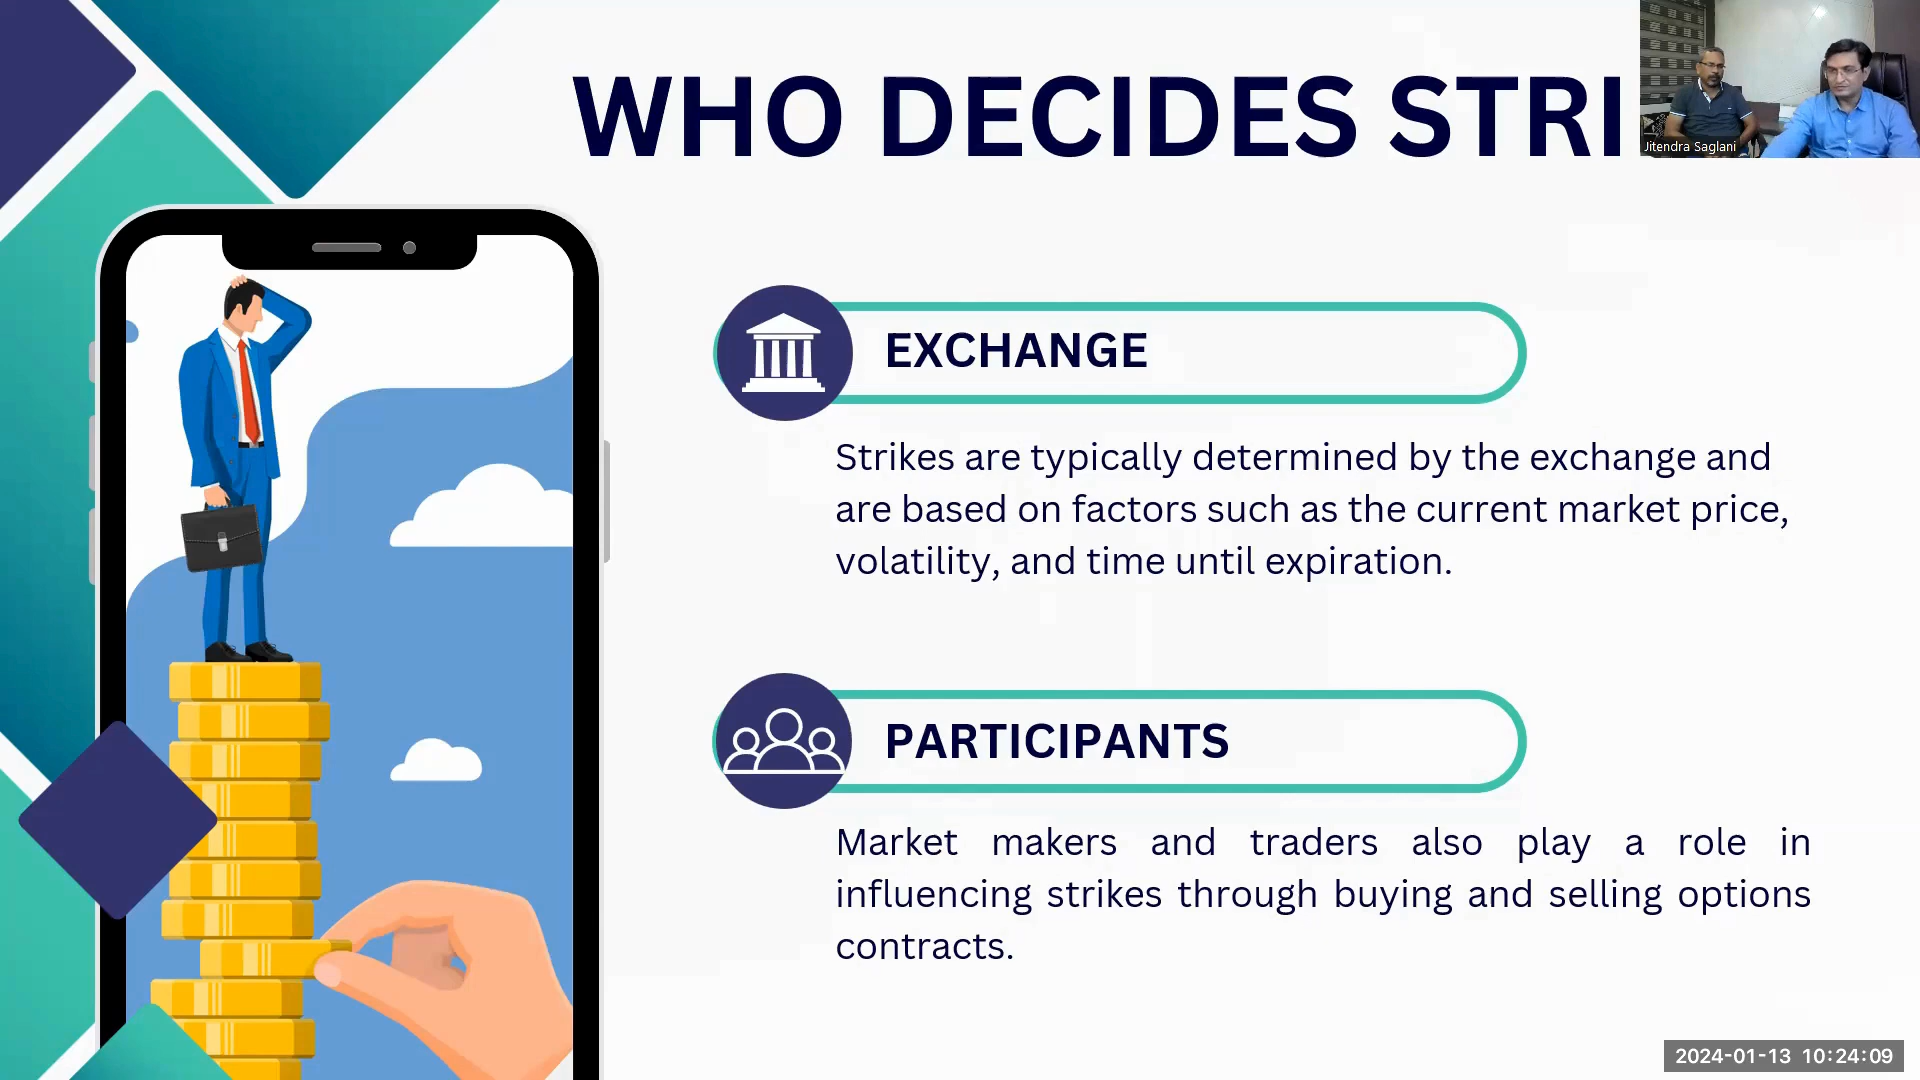 WHO DECIDES STRI
Jitendra Saglani
EXCHANGE
Strikes are typically determined by the exchange and
are based on factors such as the current market price,
volatility, and time until expiration.
PARTICIPANTS
Market makers and traders also play a role in
influencing strikes through buying and selling options
contracts.
2024-01-13 10:24:09